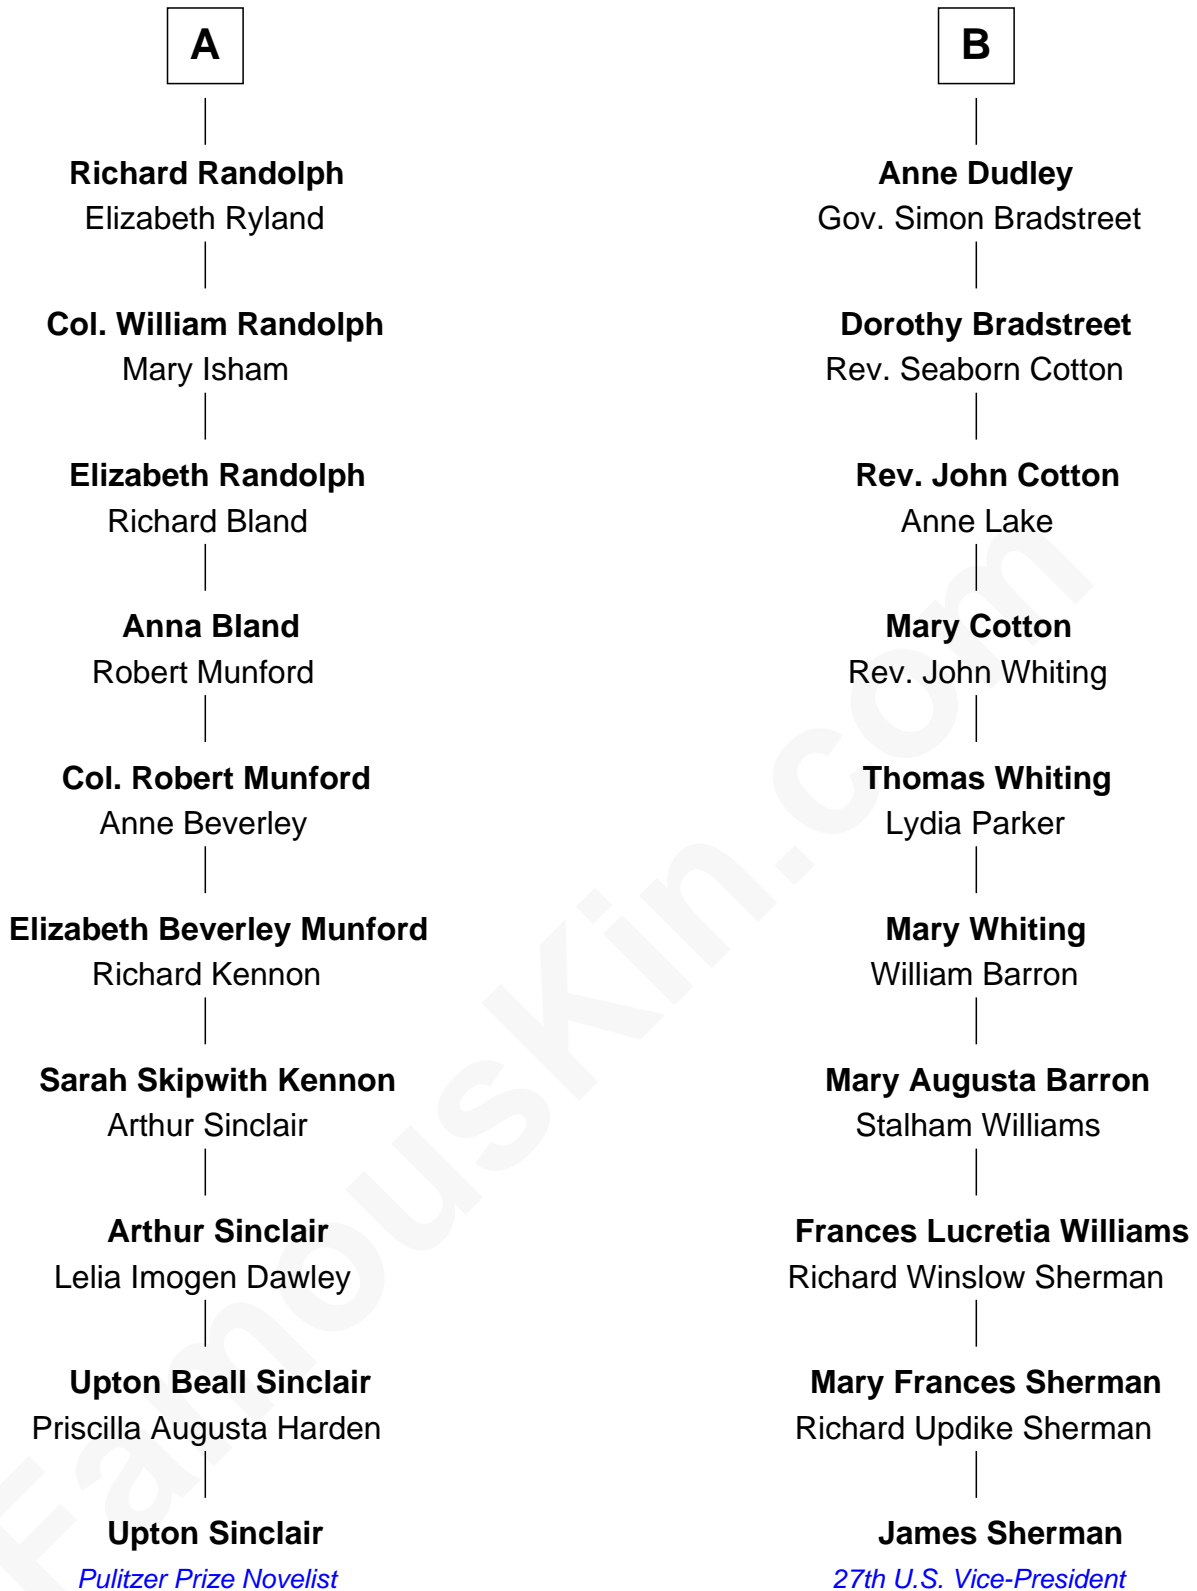 A
Richard Randolph
Elizabeth Ryland
Col. William Randolph
Mary Isham
Elizabeth Randolph
Richard Bland
Anna Bland
Robert Munford
Col. Robert Munford
Anne Beverley
Elizabeth Beverley Munford
Richard Kennon
Sarah Skipwith Kennon
Arthur Sinclair
Arthur Sinclair
Lelia Imogen Dawley
Upton Beall Sinclair
Priscilla Augusta Harden
Upton Sinclair
Pulitzer Prize Novelist
B
Anne Dudley
Gov. Simon Bradstreet
Dorothy Bradstreet
Rev. Seaborn Cotton
Rev. John Cotton
Anne Lake
Mary Cotton
Rev. John Whiting
Thomas Whiting
Lydia Parker
Mary Whiting
William Barron
Mary Augusta Barron
Stalham Williams
Frances Lucretia Williams
Richard Winslow Sherman
Mary Frances Sherman
Richard Updike Sherman
James Sherman
27th U.S. Vice-President
FamousKin.com